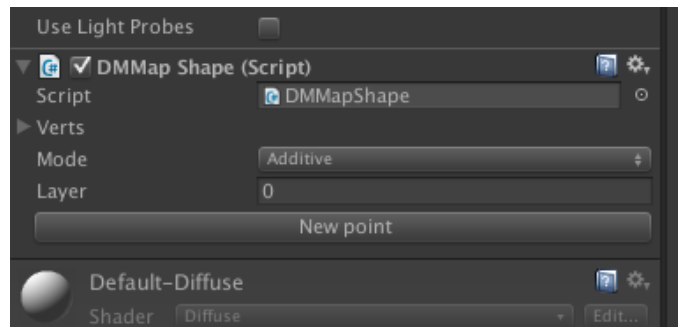 Use Light Probes
DMMap Shape (Script)
Script DMMapShape
Verts
Mode Additive
Layer 0
New point
Default-Diffuse
Shader Diffuse Edit...